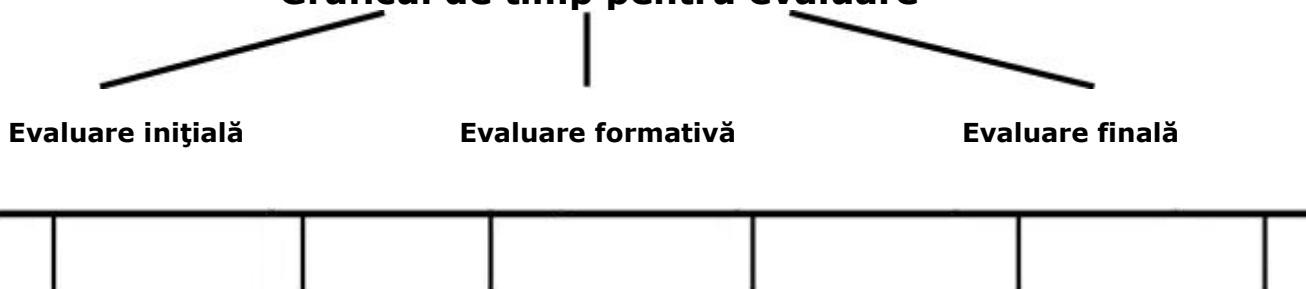 Graficul de timp pentru evaluare
Evaluare iniţială
Evaluare formativă
Evaluare finală